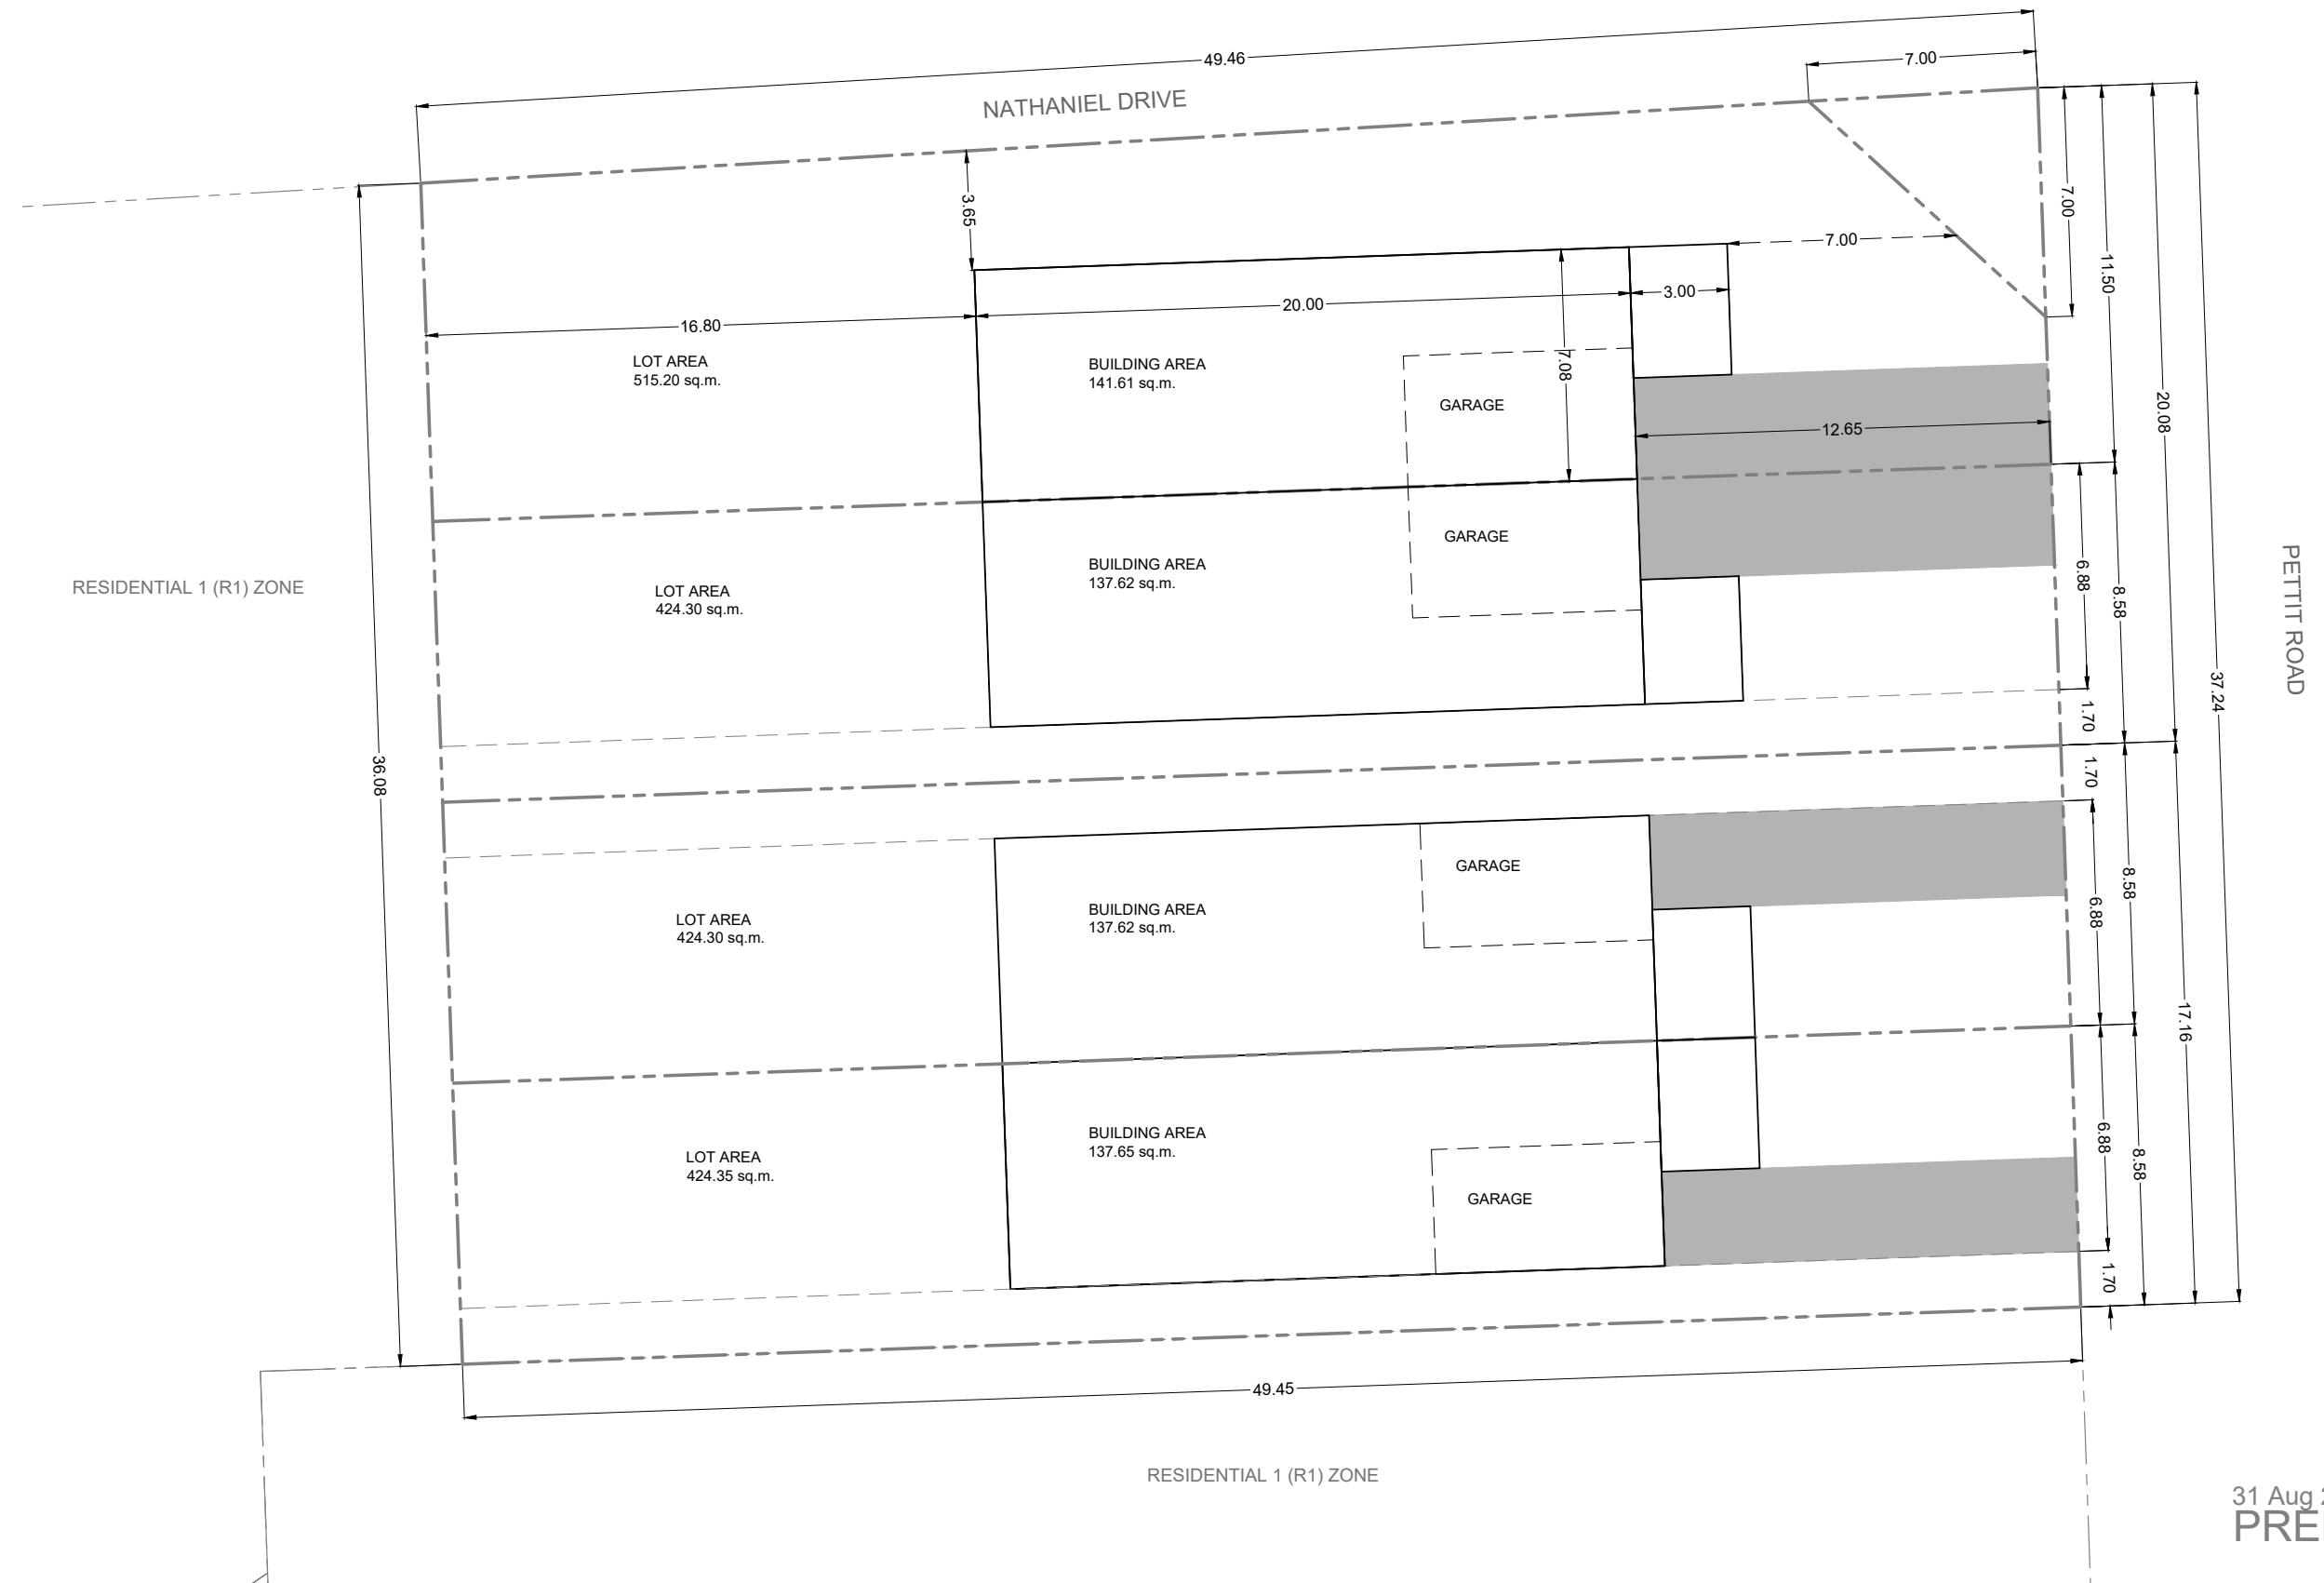 49.46
7.00
NATHANIEL DRIVE
3.65
7.00
7.00
11.50
3.00
20.00
16.80
LOT AREA
515.20 sq.m.
BUILDING AREA
141.61 sq.m.
7.08
GARAGE
12.65
20.08
GARAGE
BUILDING AREA
137.62 sq.m.
LOT AREA
424.30 sq.m.
RESIDENTIAL 1 (R1) ZONE
6.88
8.58
PETTIT ROAD
37.24
1.70
36.08
1.70
GARAGE
LOT AREA
424.30 sq.m.
BUILDING AREA
137.62 sq.m.
6.88
8.58
17.16
LOT AREA
424.35 sq.m.
BUILDING AREA
137.65 sq.m.
GARAGE
6.88
8.58
1.70
49.45
RESIDENTIAL 1 (R1) ZONE
31 Aug